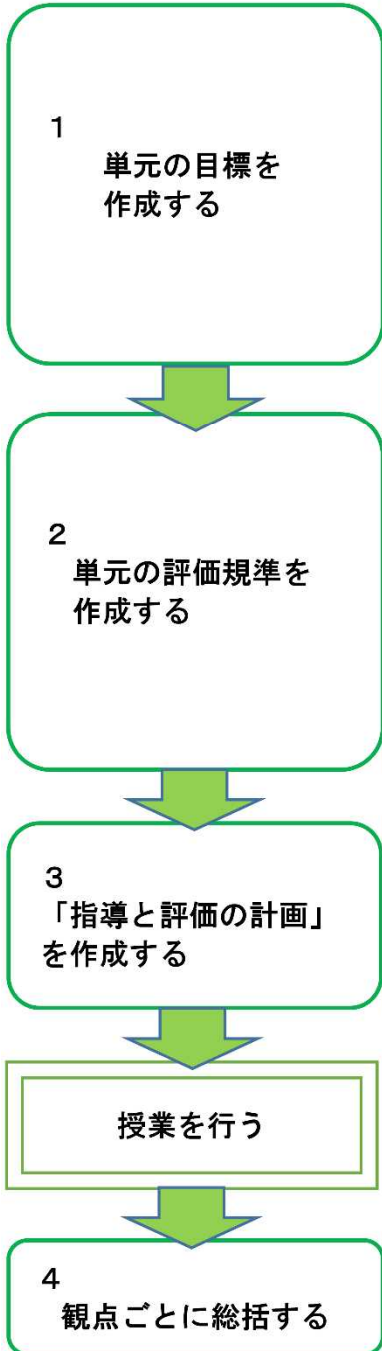 1
単元の目標を
作成する
2
単元の評価規準を
作成する
3
「指導と評価の計画」
を作成する
授業を行う
4
観点ごとに総括する